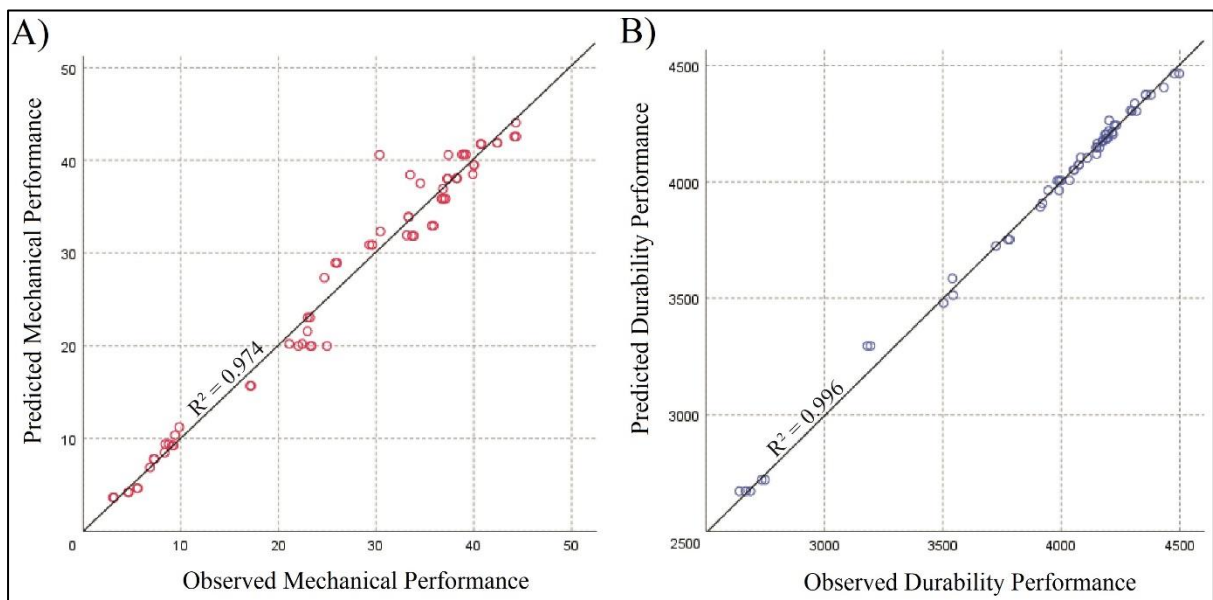 A)
Predicted Mechanical Performance
50
40
30
20
10
R² = 0.974
0 10 20 30 40 50
Observed Mechanical Performance
B)
Predicted Durability Performance
4500
4000
3500
3000
2500
R² = 0.996
3000 3500 4000 4500
Observed Durability Performance